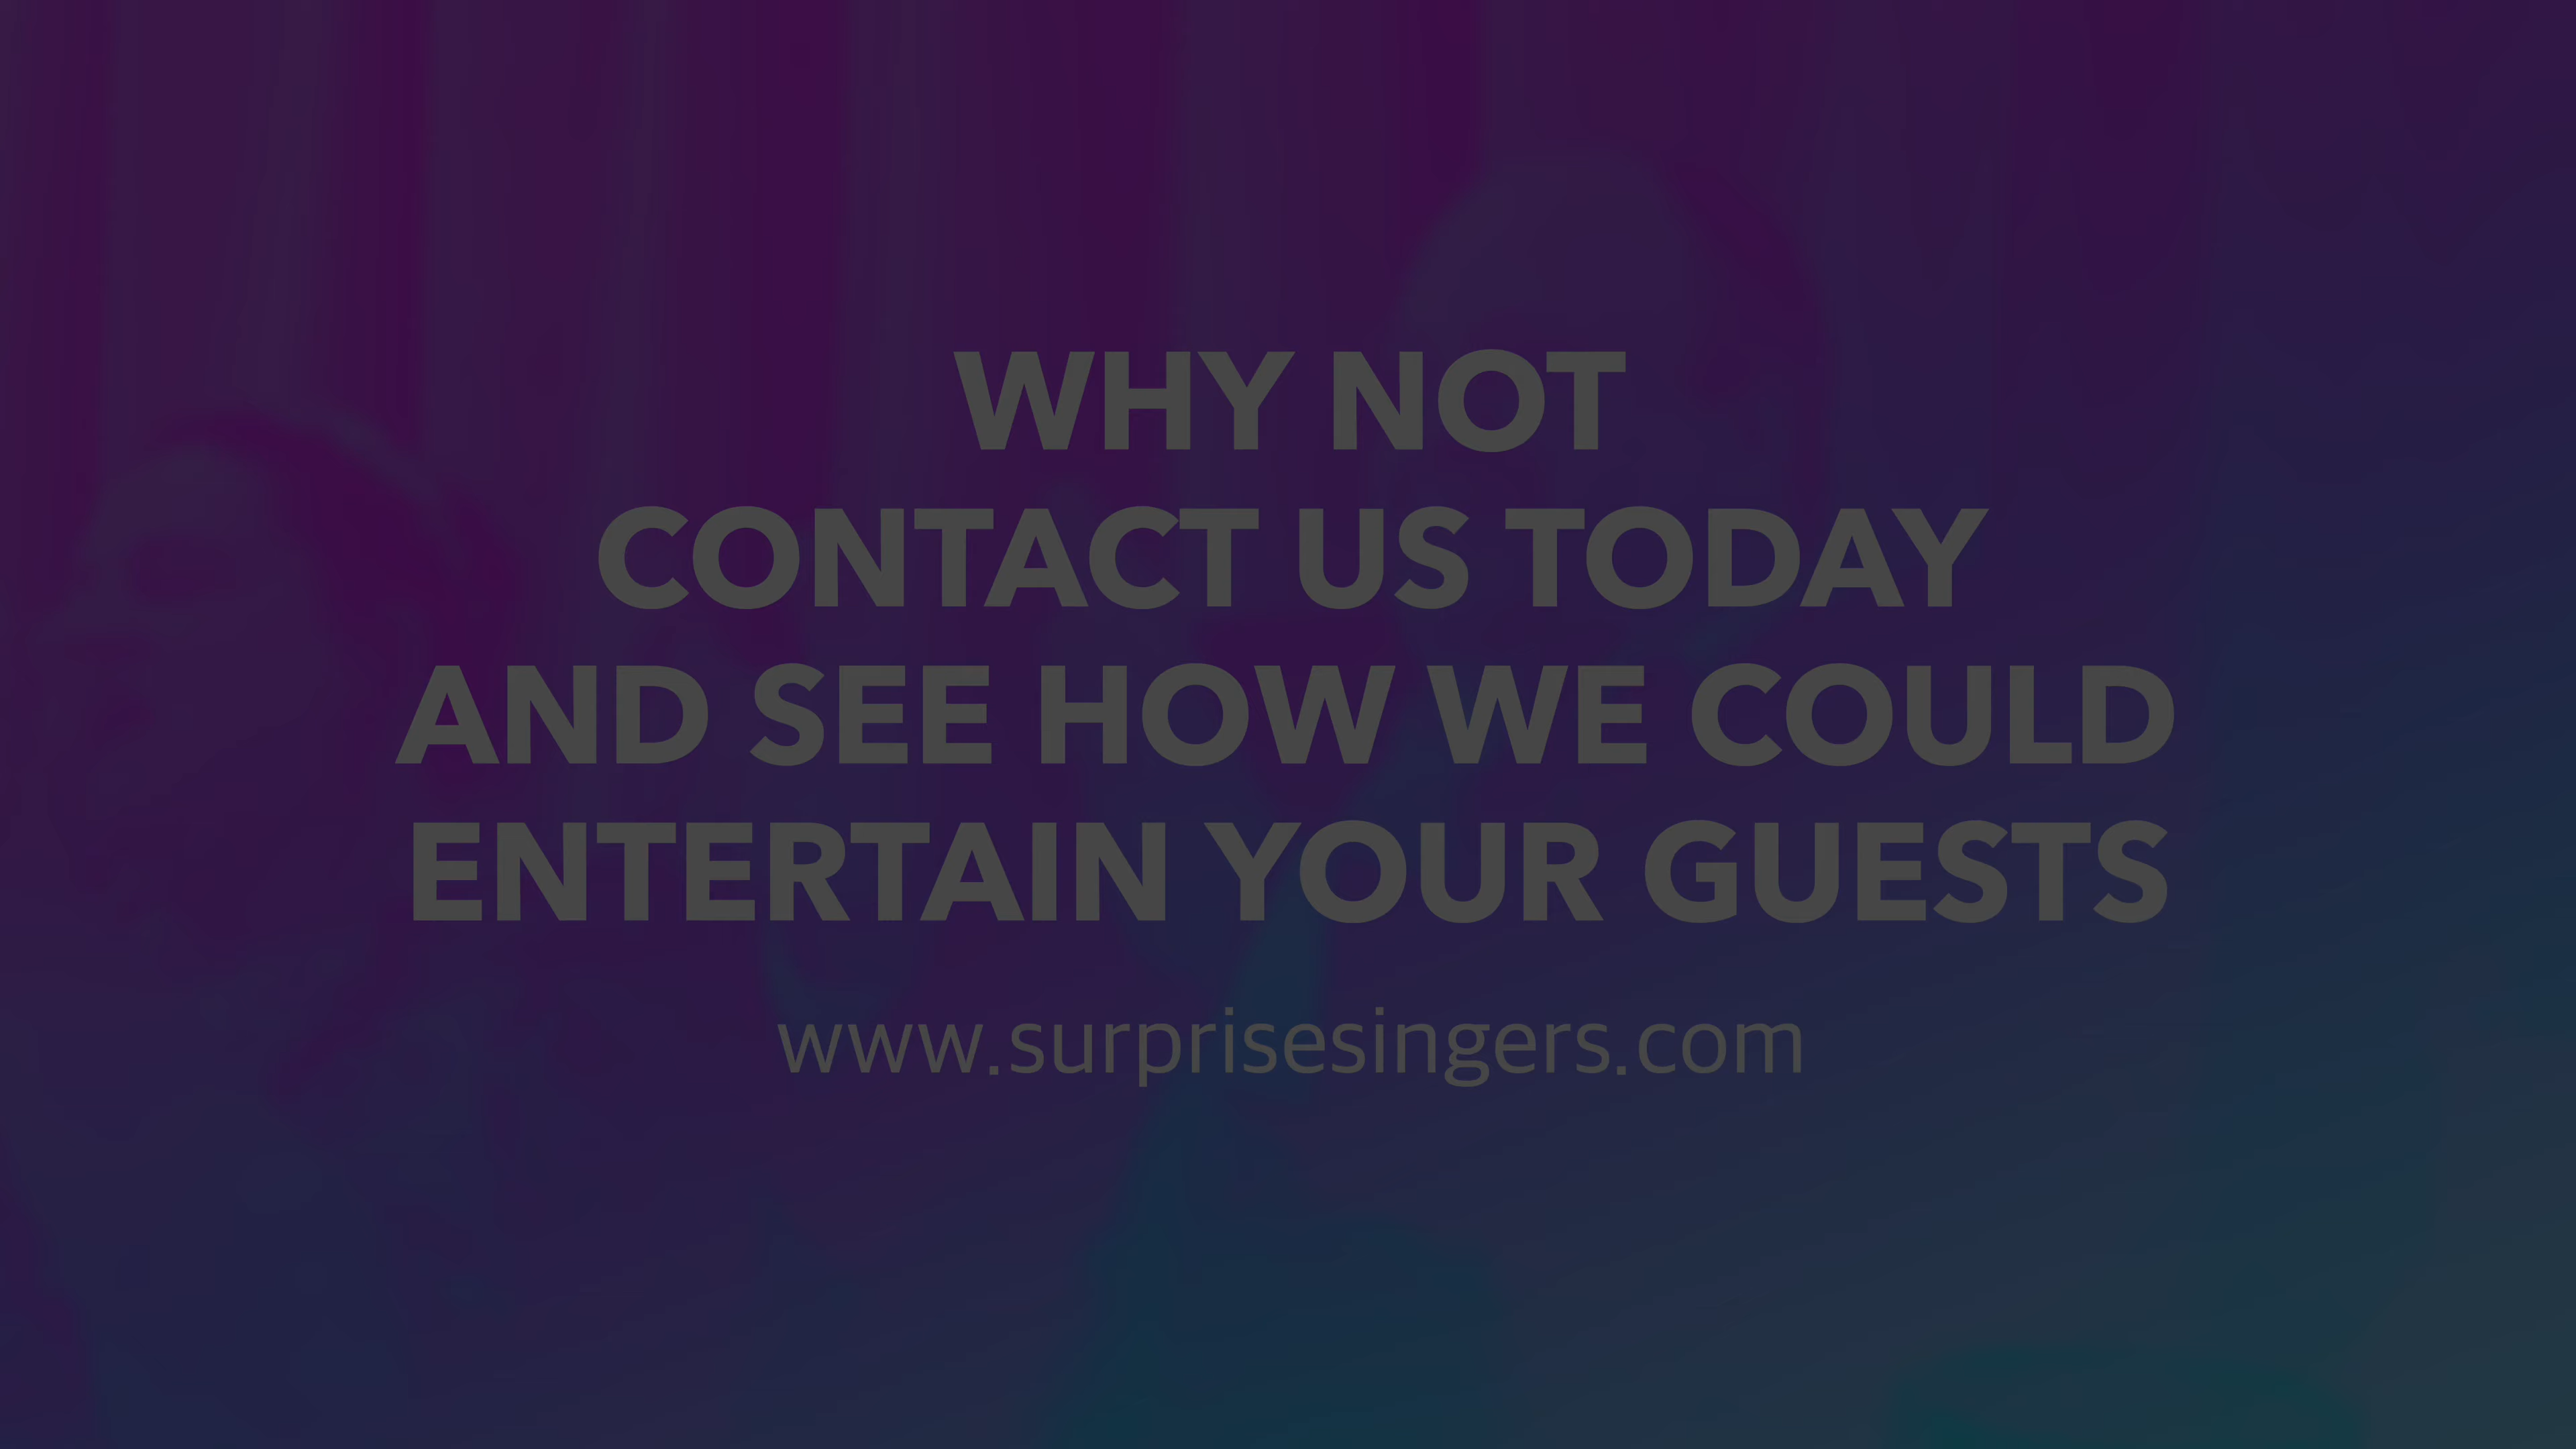 WHY NOT
CONTACT US TODAY
AND SEE HOW WE COULD
ENTERTAIN YOUR GUESTS
www.surprisesingers.com